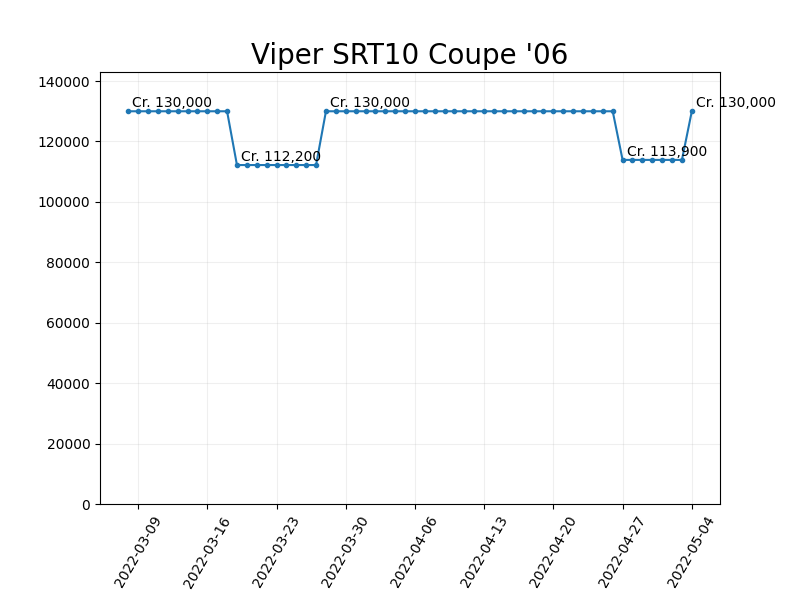 Viper SRT10 Coupe '06
140000
120000
100000
80000
60000
40000
20000
0
Cr. 130,000
Cr. 112,200
Cr. 130,000
Cr. 113,900
Cr. 130,000
2022-03-09
2022-03-16
2022-03-23
2022-03-30
2022-04-06
2022-04-13
2022-04-20
2022-04-27
2022-05-04